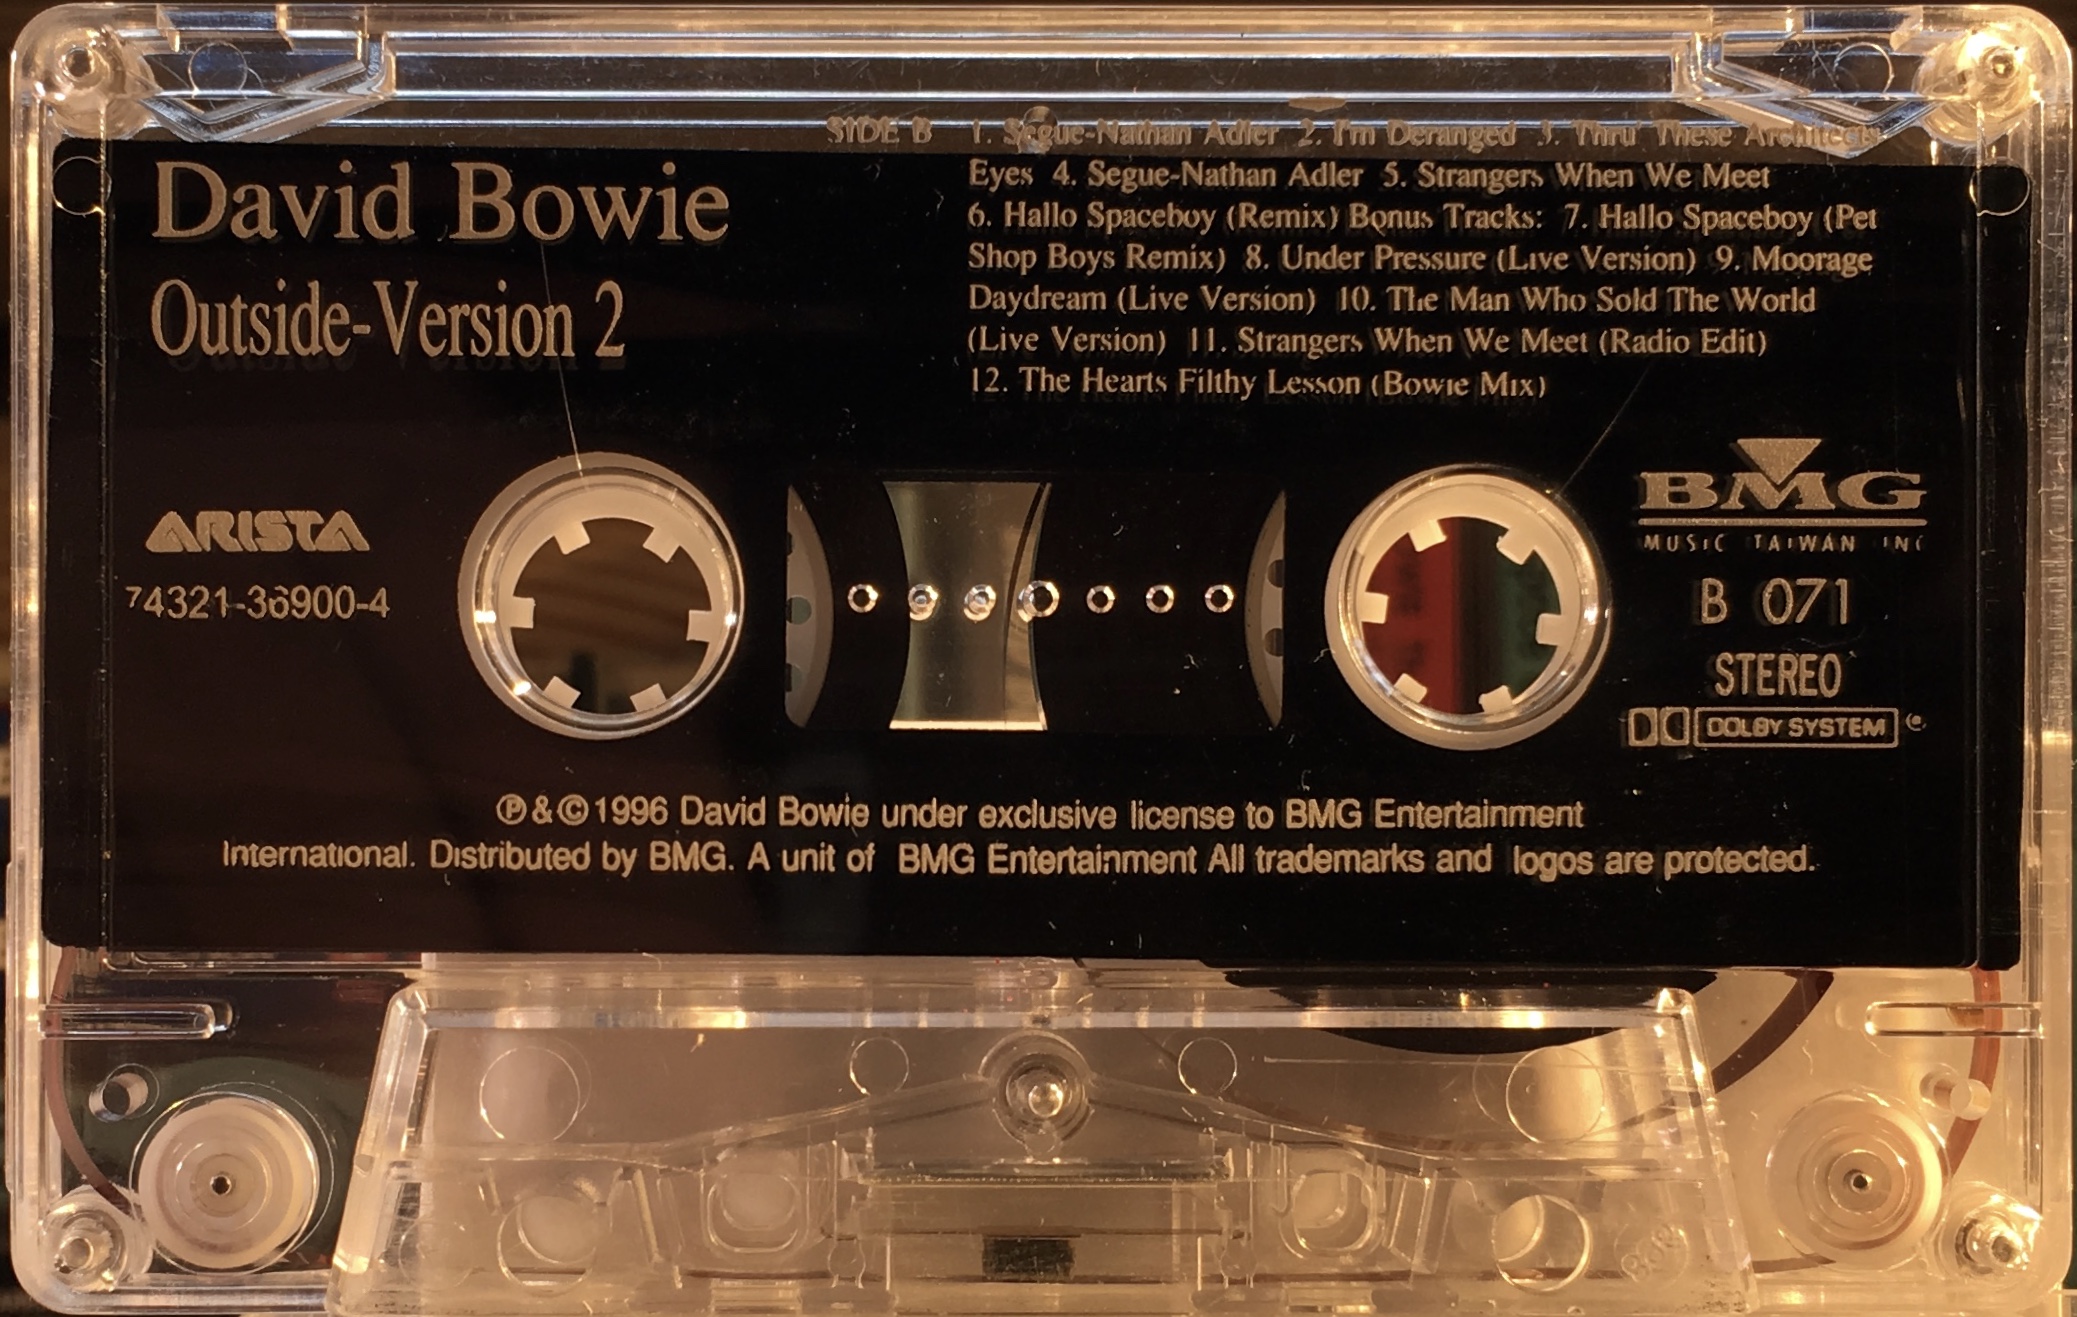 SIDE B 1. Segue-Nathan Adler 2. I'm Deranged 3. Thru' These Architects
Eyes 4. Segue-Nathan Adler 5. Strangers When We Meet
6. Hallo Spaceboy (Remix) Bonus Tracks: 7. Hallo Spaceboy (Pet
Shop Boys Remix) 8. Under Pressure (Live Version) 9. Moorage
Daydream (Live Version) 10. The Man Who Sold The World
(Live Version) 11. Strangers When We Meet (Radio Edit)
12. The Hearts Filthy Lesson (Bowie Mix)
David Bowie
Outside-Version 2
ARISTA
74321-36900-4
BMG
MUSIC TAIWAN INC
B 071
STEREO
DOLBY SYSTEM ®
℗ & © 1996 David Bowie under exclusive license to BMG Entertainment
International. Distributed by BMG. A unit of BMG Entertainment All trademarks and logos are protected.